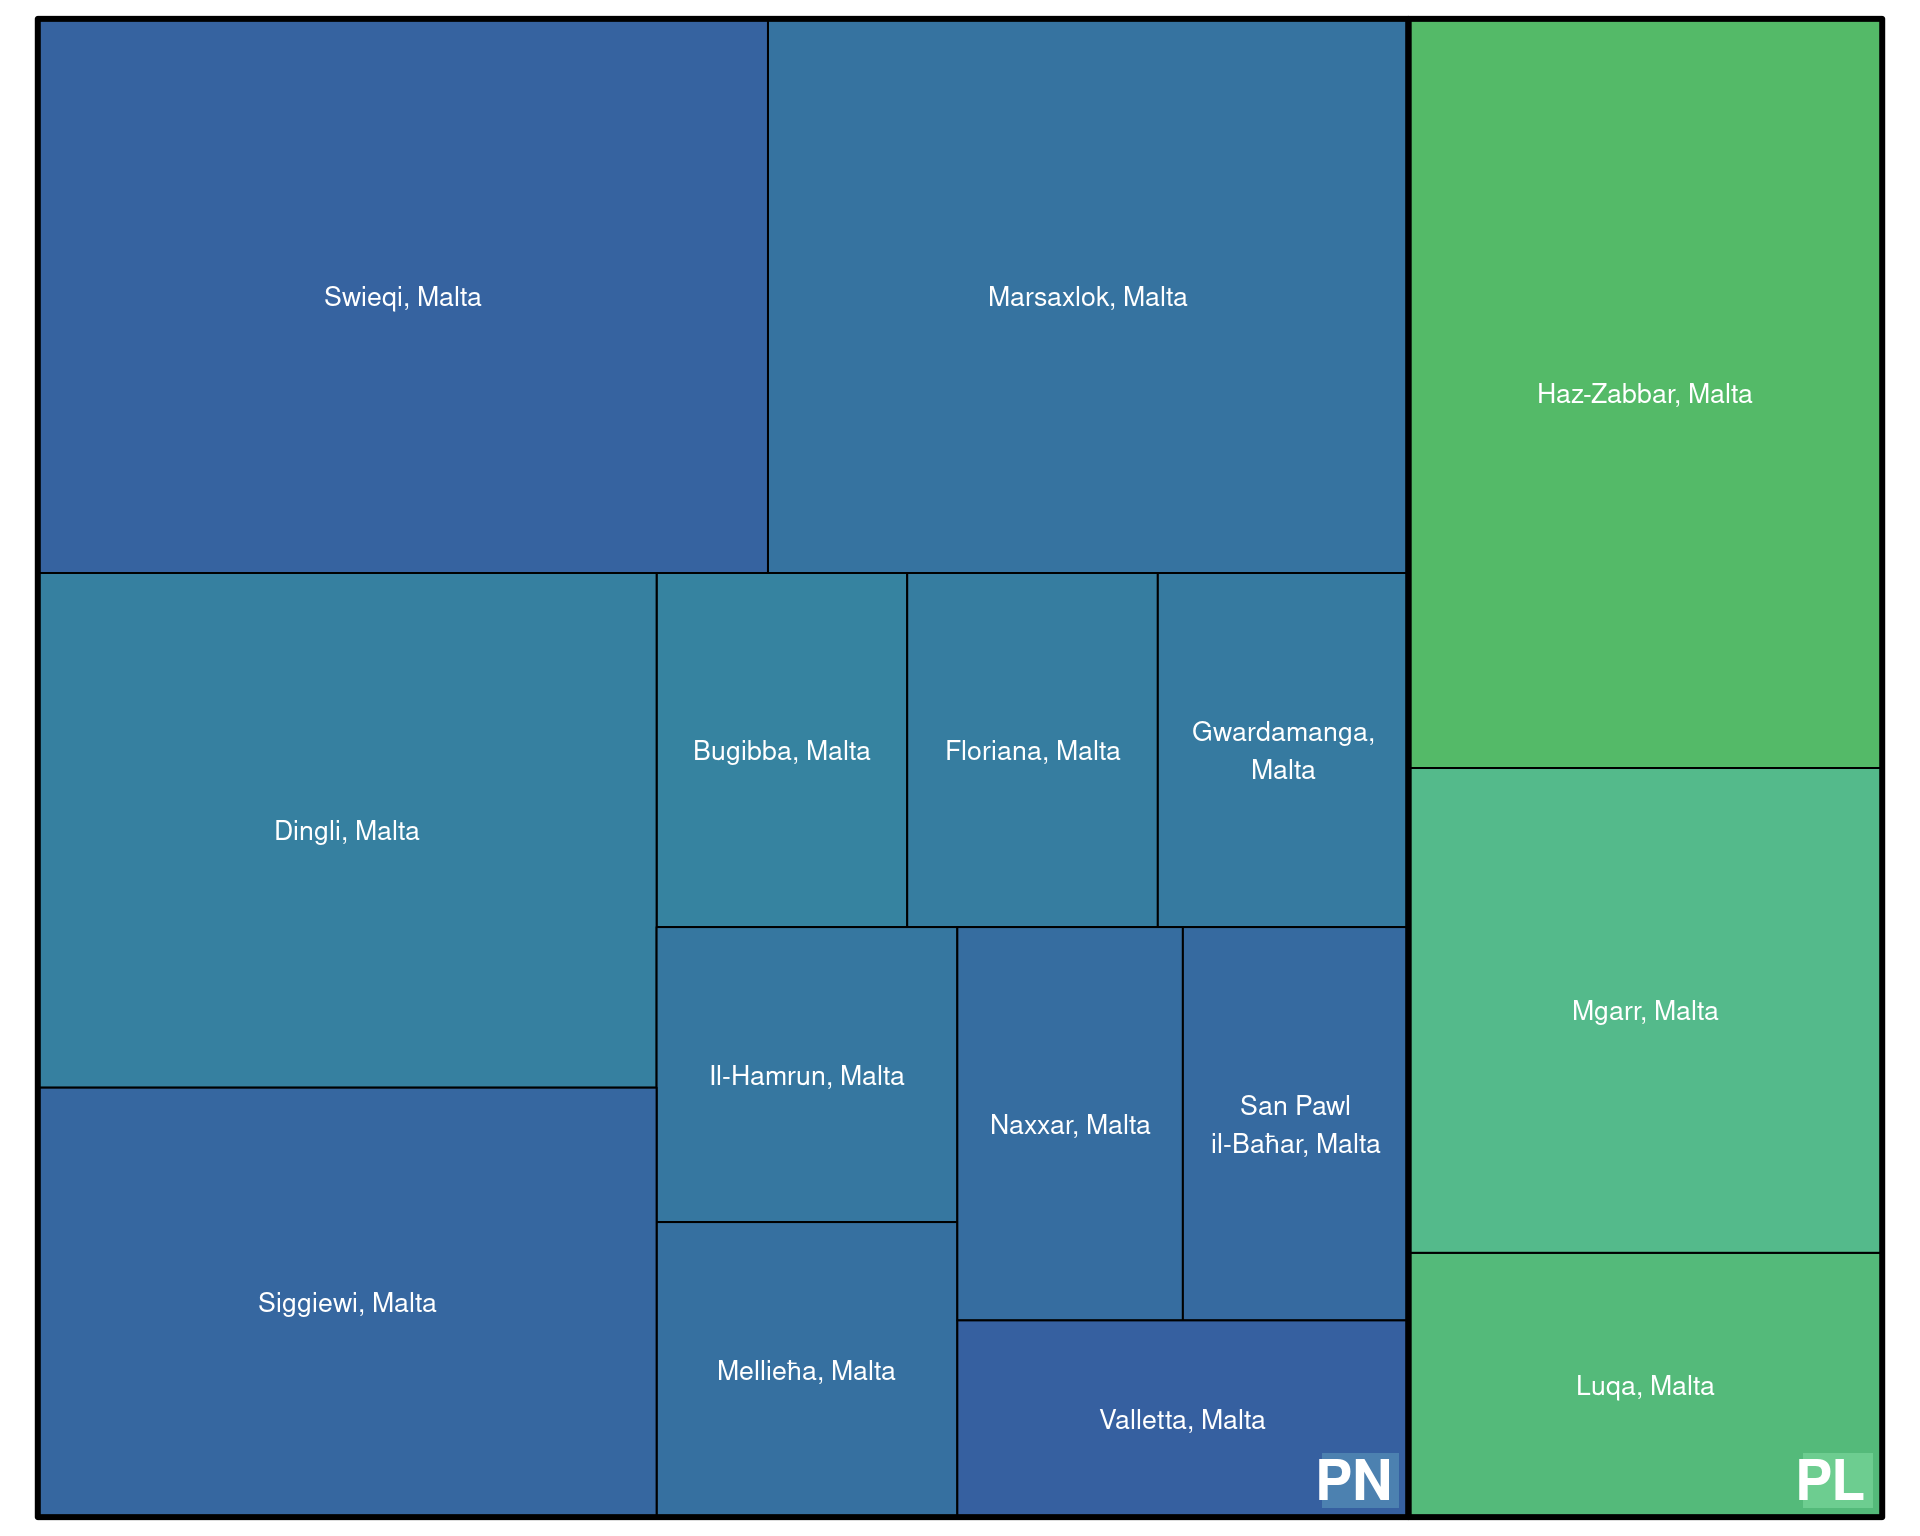 Swieqi, Malta
Marsaxlok, Malta
Haz-Zabbar, Malta
Dingli, Malta
Bugibba, Malta
Floriana, Malta
Gwardamanga,
Malta
Mgarr, Malta
Il-Hamrun, Malta
Naxxar, Malta
San Pawl
il-Baħar, Malta
Siggiewi, Malta
Mellieħa, Malta
Valletta, Malta
Luqa, Malta
PN
PL